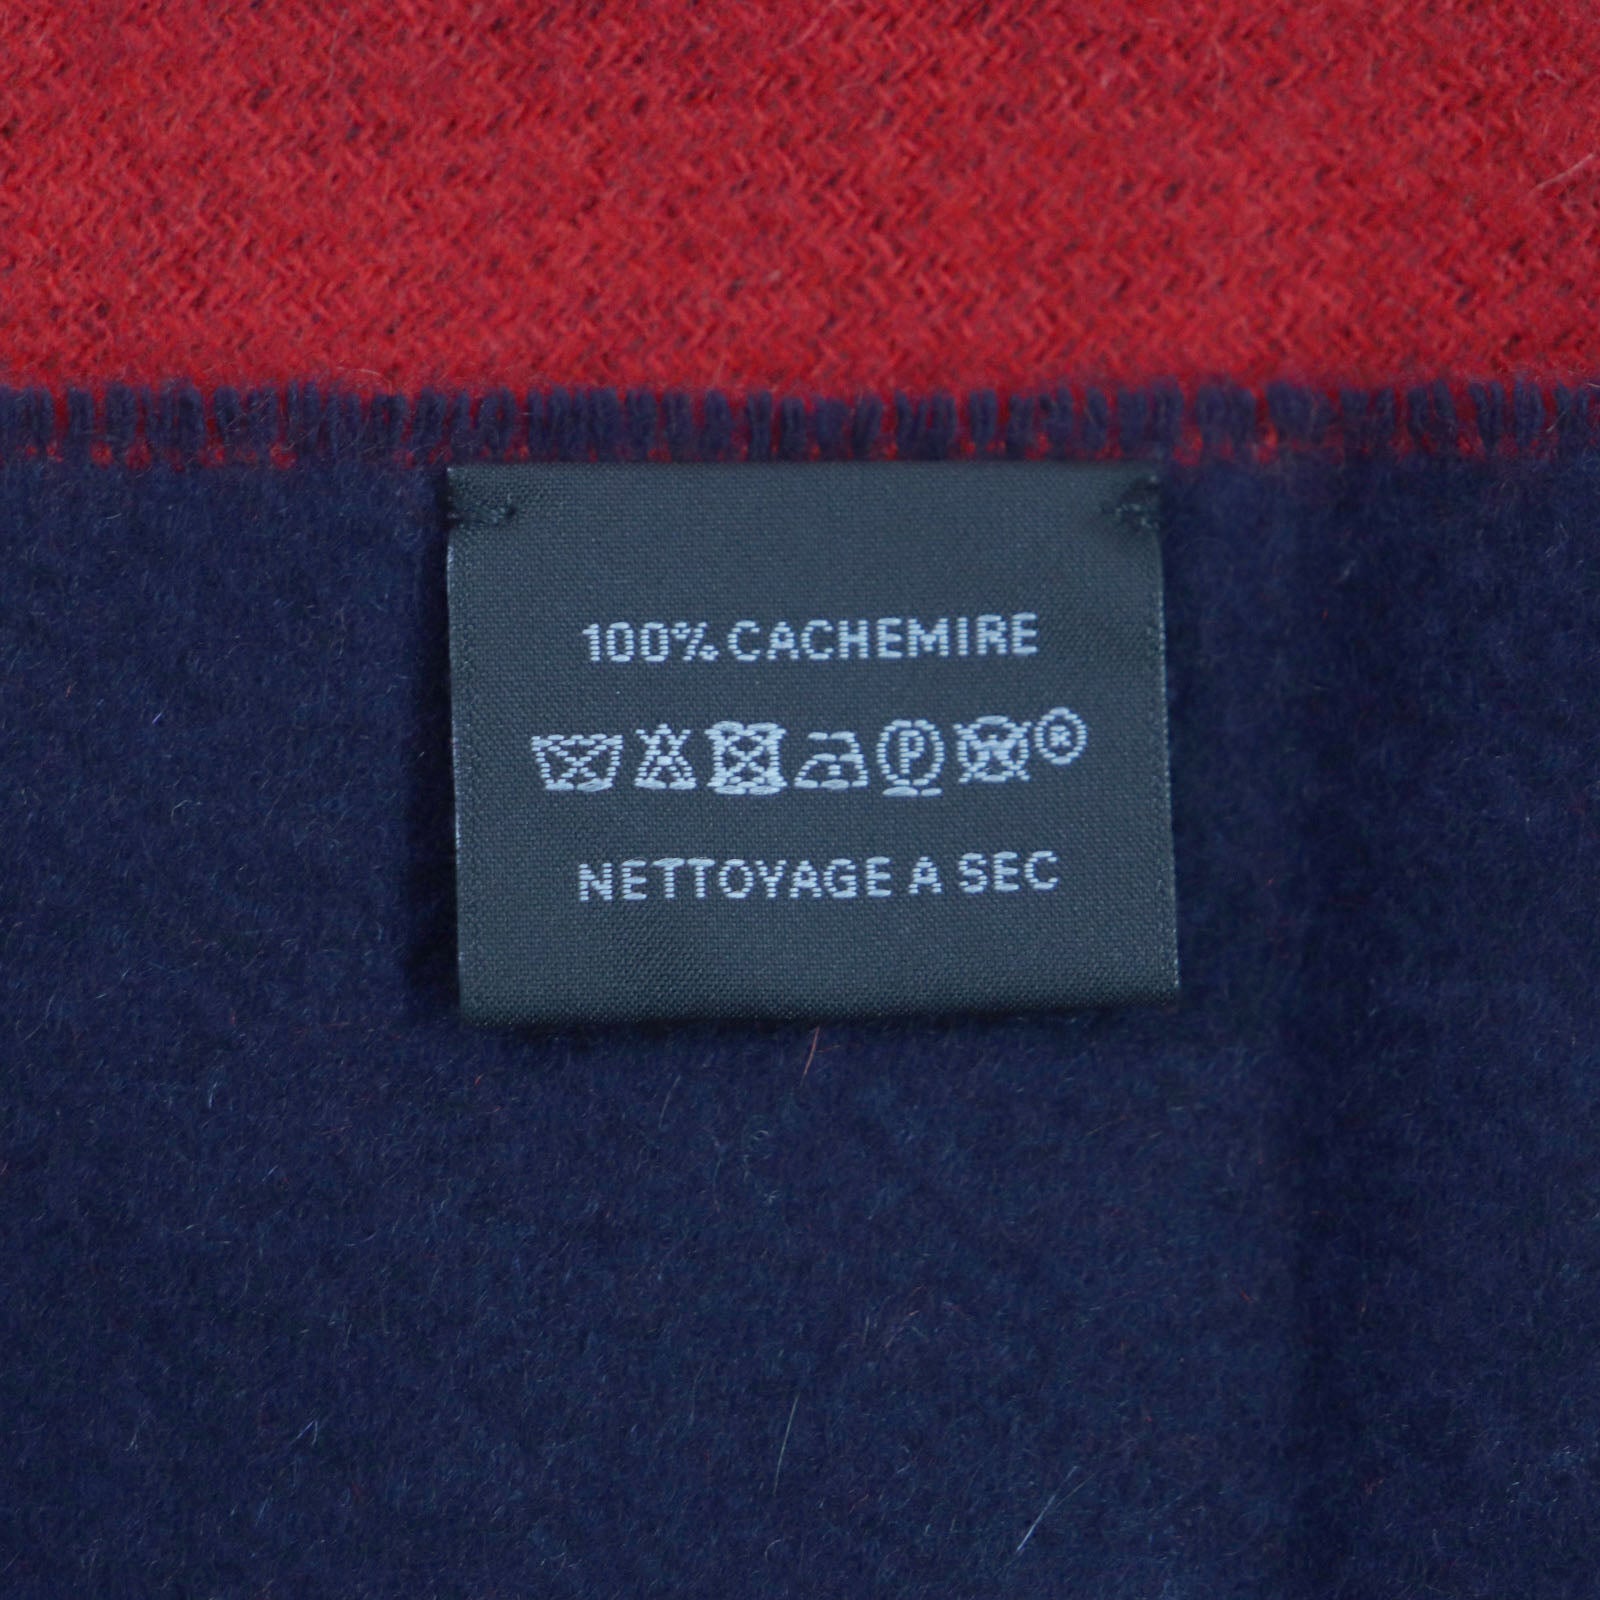 100% CACHEMIRE
P W ®
NETTOYAGE A SEC